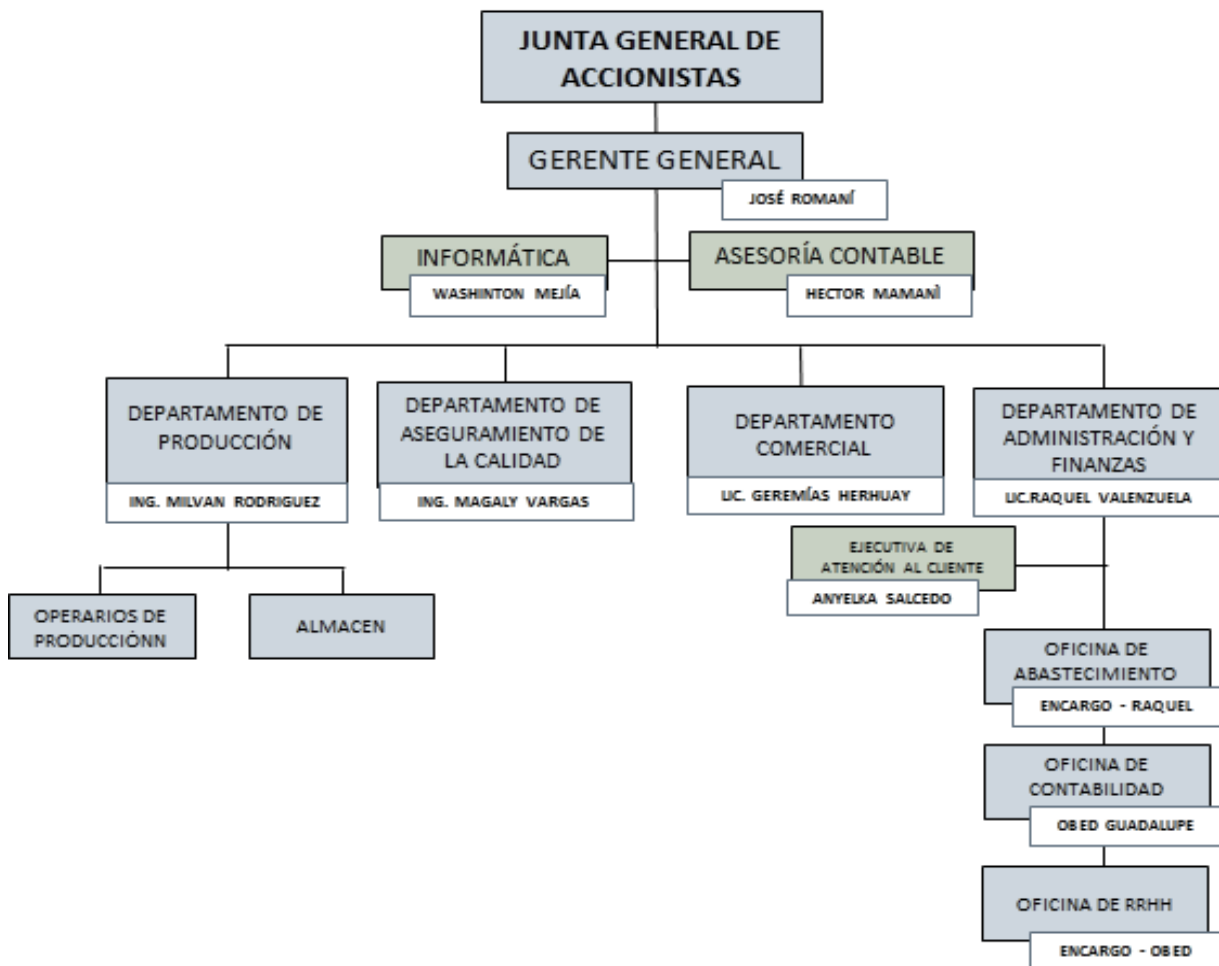 JUNTA GENERAL DE
ACCIONISTAS
GERENTE GENERAL
JOSÉ ROMANÍ
INFORMÁTICA
WASHINTON MEJÍA
ASESORÍA CONTABLE
HECTOR MAMANÌ
DEPARTAMENTO DE
PRODUCCIÓN
ING. MILVAN RODRIGUEZ
DEPARTAMENTO DE
ASEGURAMIENTO DE
LA CALIDAD
ING. MAGALY VARGAS
DEPARTAMENTO
COMERCIAL
LIC. GEREMÍAS HERHUAY
DEPARTAMENTO DE
ADMINISTRACIÓN Y
FINANZAS
LIC.RAQUEL VALENZUELA
EJECUTIVA DE
ATENCIÓN AL CLIENTE
ANYELKA SALCEDO
OPERARIOS DE
PRODUCCIÓNN
ALMACEN
OFICINA DE
ABASTECIMIENTO
ENCARGO - RAQUEL
OFICINA DE
CONTABILIDAD
OBED GUADALUPE
OFICINA DE RRHH
ENCARGO - OBED